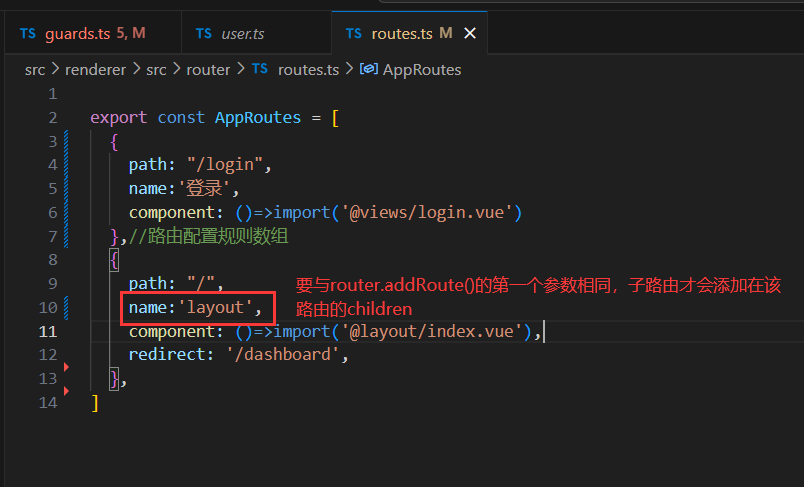 TS guards.ts 5, M TS user.ts TS routes.ts M ×
src > renderer > src > router > TS routes.ts > AppRoutes
1
2 export const AppRoutes = [
3 {
4 path: "/login",
5 name:'登录',
6 component: ()=>import('@views/login.vue')
7 },//路由配置规则数组
8 {
9 path: "/",
10 name:'layout',
11 component: ()=>import('@layout/index.vue'),
12 redirect: '/dashboard',
13 },
14 ]
要与router.addRoute()的第一个参数相同，子路由才会添加在该
路由的children